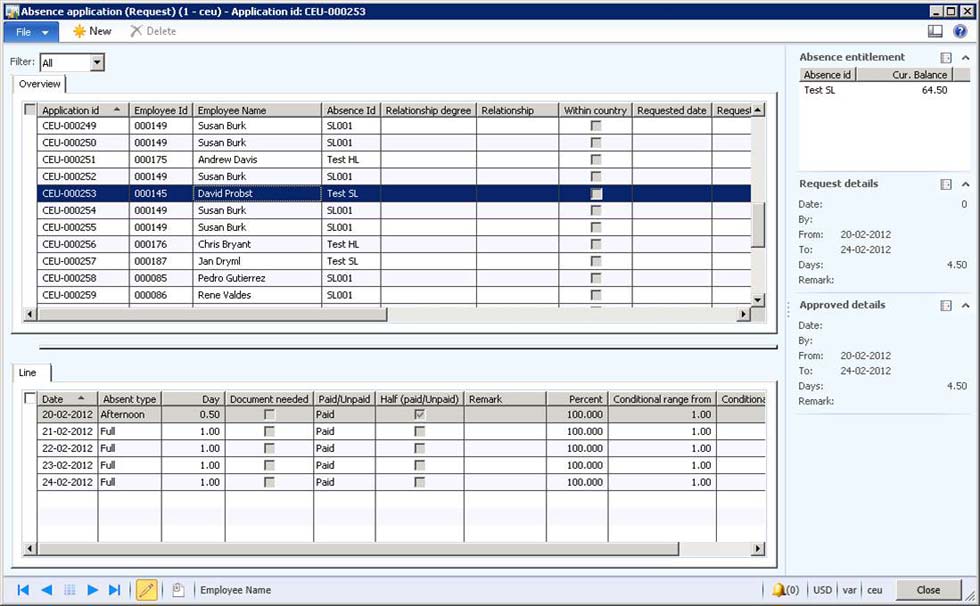 Absence application (Request) (1 - ceu) - Application id: CEU-000253
File New Delete
Filter: All
Overview
Application id Employee Id Employee Name Absence Id Relationship degree Relationship Within country Requested date Request
CEU-000249 000149 Susan Burk SL001
CEU-000250 000149 Susan Burk SL001
CEU-000251 000175 Andrew Davis Test HL
CEU-000252 000149 Susan Burk SL001
CEU-000253 000145 David Probst Test SL
CEU-000254 000149 Susan Burk SL001
CEU-000255 000149 Susan Burk SL001
CEU-000256 000176 Chris Bryant Test HL
CEU-000257 000187 Jan Dryml Test SL
CEU-000258 000085 Pedro Gutierrez SL001
CEU-000259 000086 Rene Valdes SL001
Line
Date Absent type Day Document needed Paid/Unpaid Half (paid/Unpaid) Remark Percent Conditional range from Conditiona
20-02-2012 Afternoon 0.50 Paid 100.000 1.00
21-02-2012 Full 1.00 Paid 100.000 1.00
22-02-2012 Full 1.00 Paid 100.000 1.00
23-02-2012 Full 1.00 Paid 100.000 1.00
24-02-2012 Full 1.00 Paid 100.000 1.00
Absence entitlement
Absence id Cur. Balance
Test SL 64.50
Request details
Date: 0
By:
From: 20-02-2012
To: 24-02-2012
Days: 4.50
Remark:
Approved details
Date:
By:
From: 20-02-2012
To: 24-02-2012
Days: 4.50
Remark:
Employee Name (0) USD var ceu Close